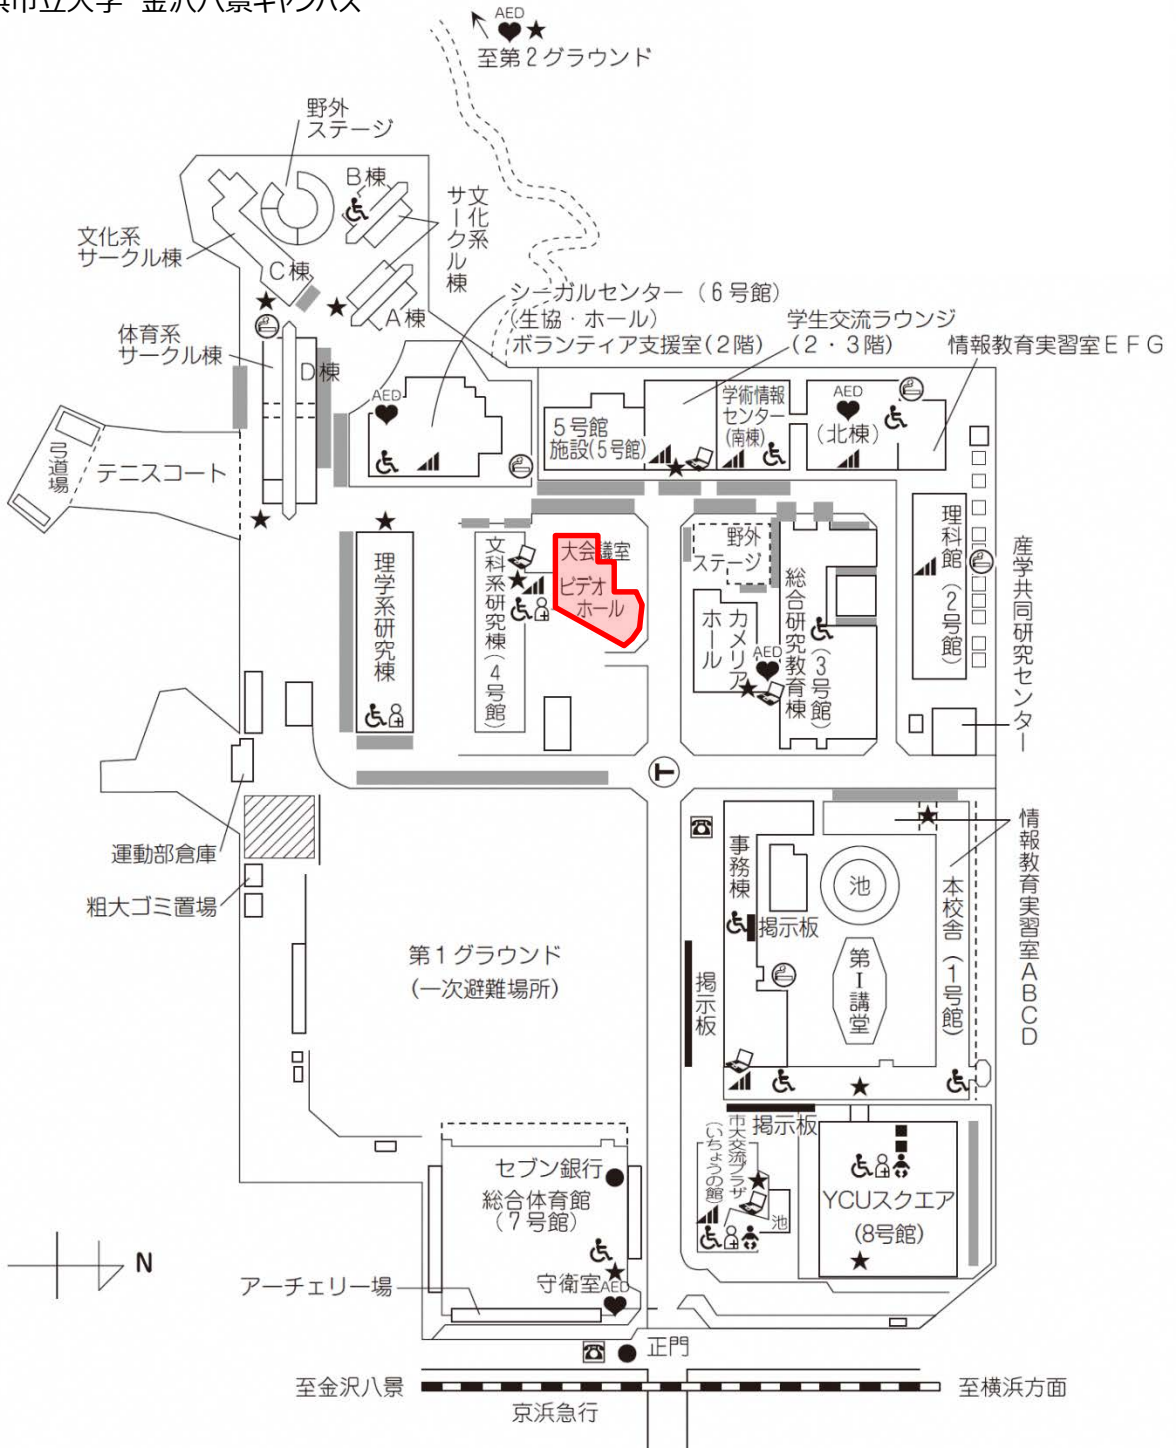 浜市立大学 金沢八景キャンパス
AED
至第2グラウンド
野外
ステージ
B棟
文化系
サークル棟
文化系
サークル棟
C棟
A棟
シーガルセンター（6号館）
（生協・ホール）
ボランティア支援室(2階)
学生交流ラウンジ
（2・3階）
情報教育実習室EFG
体育系
サークル棟
D棟
AED
5号館
施設(5号館)
学術情報
センター
(南棟)
AED
(北棟)
弓道場
テニスコート
理学系研究棟
文科系研究棟（4号館）
大会議室
ビデオ
ホール
野外
ステージ
カメリア
ホール
AED
総合研究教育棟
（3号館）
理科館（2号館）
産学共同研究センター
T
運動部倉庫
粗大ゴミ置場
第1グラウンド
（一次避難場所）
事務棟
掲示板
池
第I講堂
本校舎（1号館）
情報教育実習室ABCD
掲示板
掲示板
市大交流プラザ
（いちょうの館）
池
YCUスクエア
(8号館)
セブン銀行
総合体育館
（7号館）
守衛室
AED
アーチェリー場
N
正門
至金沢八景
京浜急行
至横浜方面